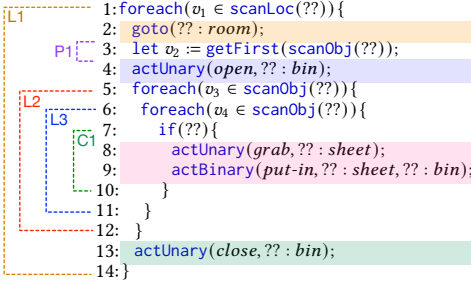 L1 1: foreach(v₁ ∈ scanLoc(??)){
2: goto(?? : room);
P1 3: let v₂ := getFirst(scanObj(??));
4: actUnary(open, ?? : bin);
L2 5: foreach(v₃ ∈ scanObj(??)){
L3 6: foreach(v₄ ∈ scanObj(??)){
C1 7: if(??){
8: actUnary(grab, ?? : sheet);
9: actBinary(put-in, ?? : sheet, ?? : bin);
10: }
11: }
12: }
13: actUnary(close, ?? : bin);
14: }